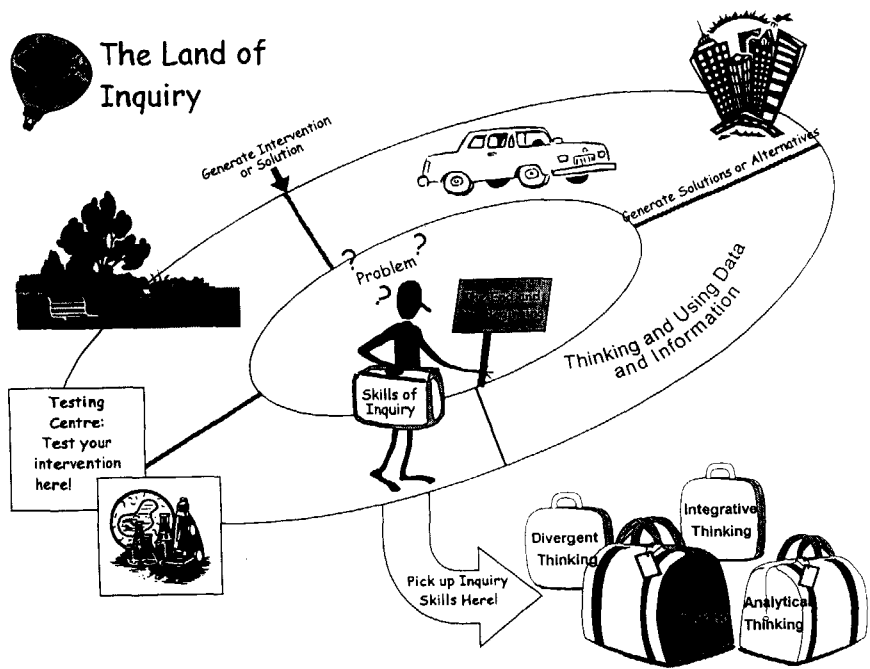 The Land of
Inquiry
Generate Intervention
or Solution
Generate Solutions or Alternatives
? ?
Problem
?
Thinking and Using Data
and Information
Skills of
Inquiry
Testing
Centre:
Test your
intervention
here!
Pick up Inquiry
Skills Here!
Divergent
Thinking
Integrative
Thinking
Analytical
Thinking